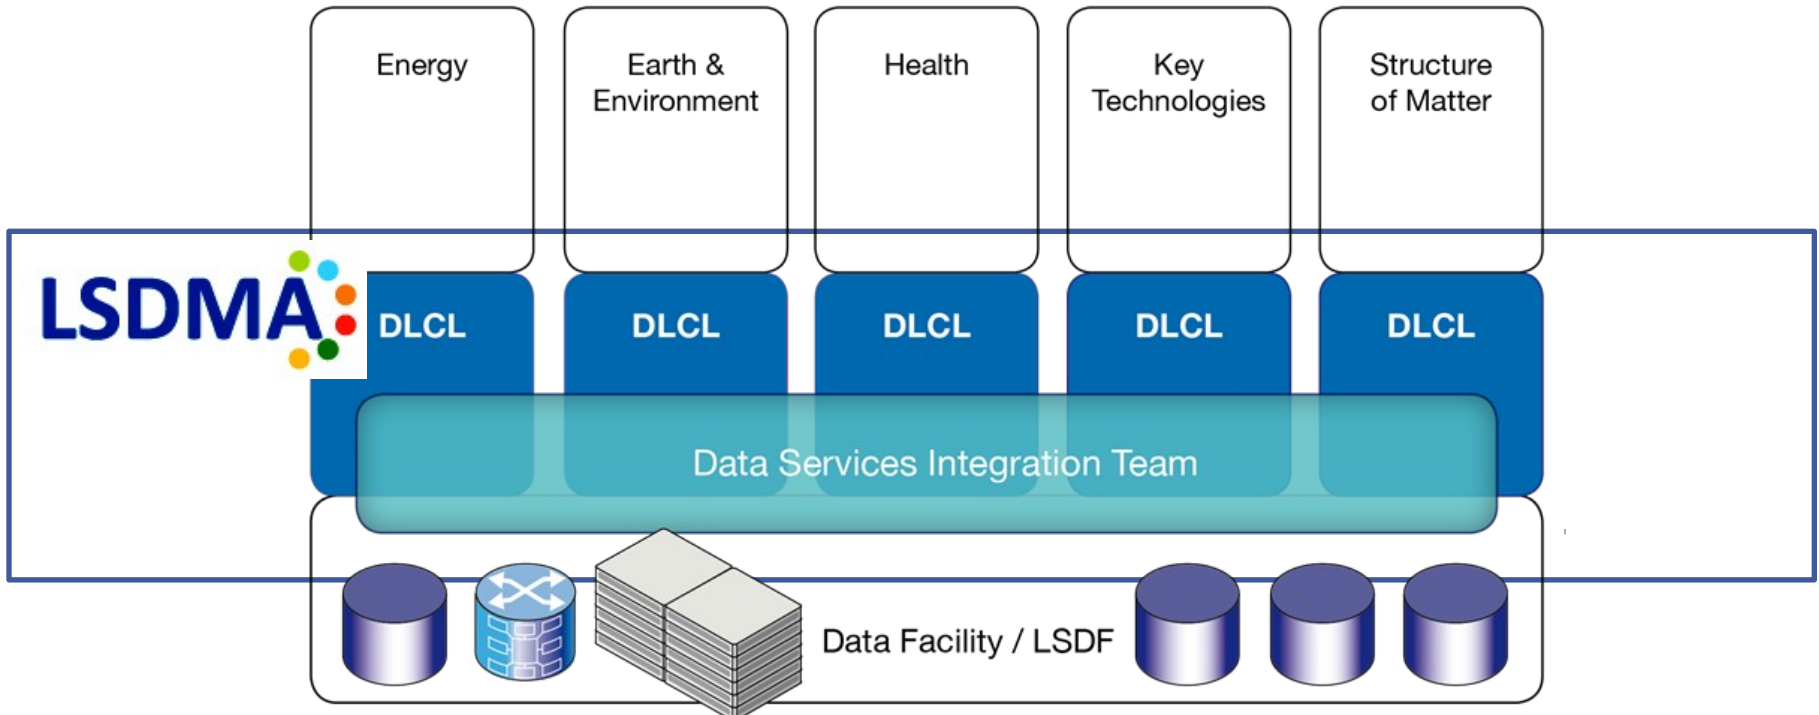 Energy
Earth &
Environment
Health
Key
Technologies
Structure
of Matter
LSDMA
DLCL
DLCL
DLCL
DLCL
DLCL
Data Services Integration Team
Data Facility / LSDF